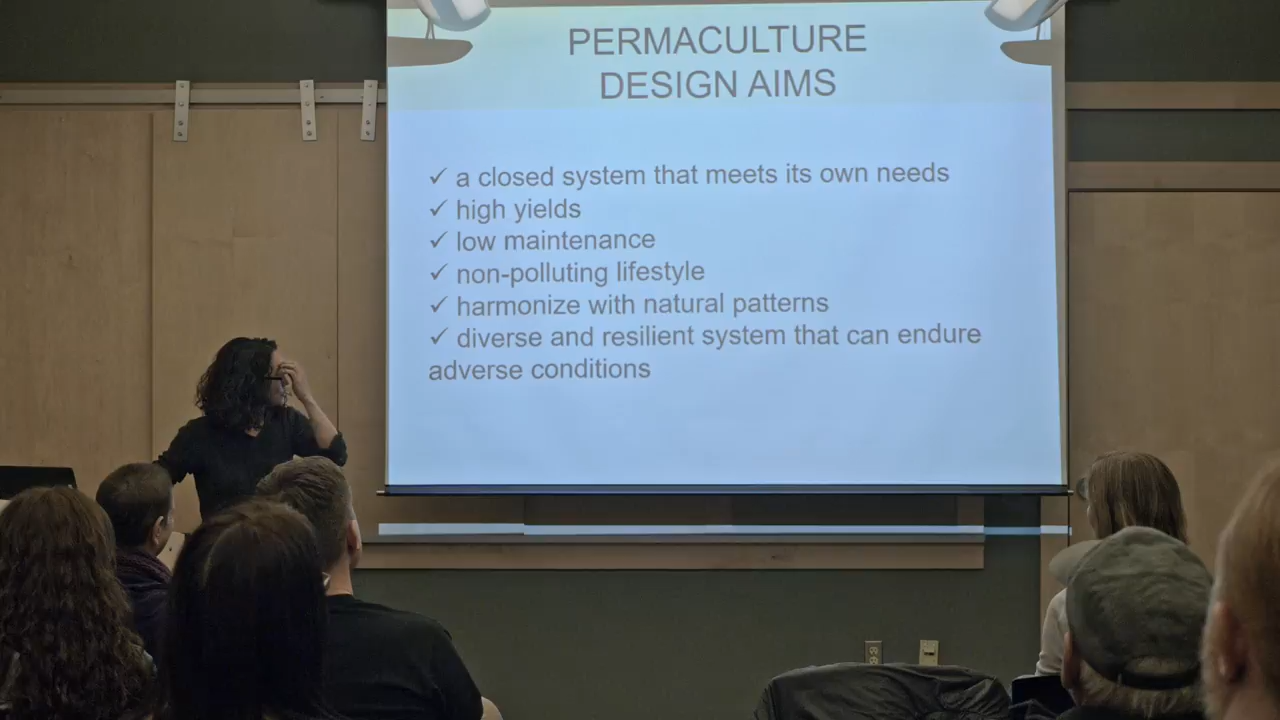 PERMACULTURE
DESIGN AIMS
✓ a closed system that meets its own needs
✓ high yields
✓ low maintenance
✓ non-polluting lifestyle
✓ harmonize with natural patterns
✓ diverse and resilient system that can endure
adverse conditions